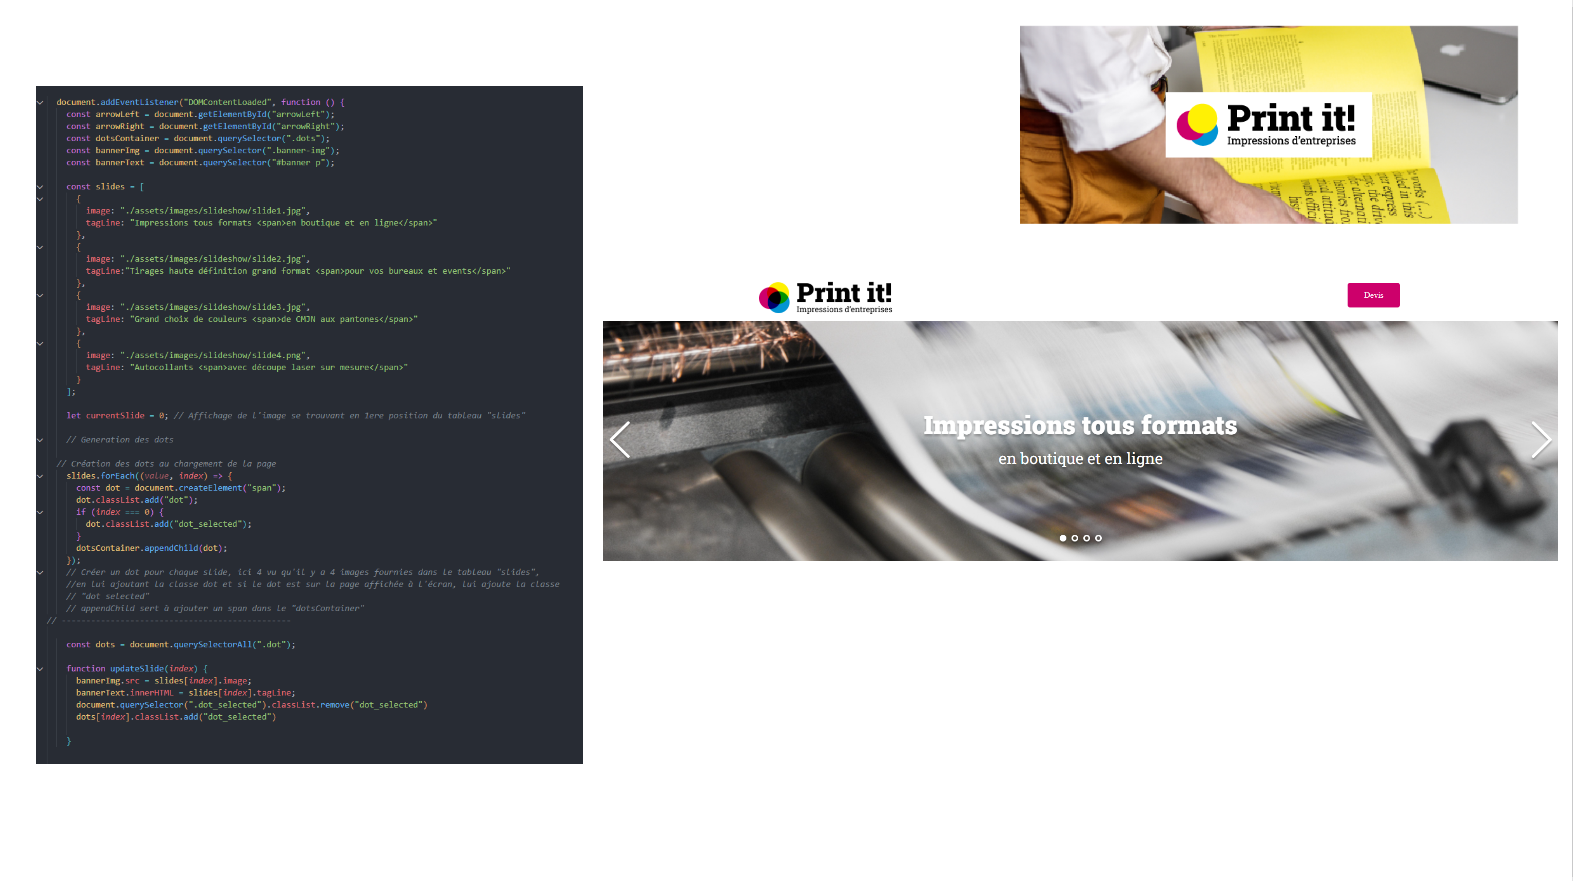 document.addEventListener("DOMContentLoaded", function () {
const arrowLeft = document.getElementById("arrowLeft");
const arrowRight = document.getElementById("arrowRight");
const dotsContainer = document.querySelector(".dots");
const bannerImg = document.querySelector(".banner-img");
const bannerText = document.querySelector("#banner p");
const slides = [
{
image: "./assets/images/slideshow/slide1.jpg",
tagLine: "Impressions tous formats <span>en boutique et en ligne</span>"
},
{
image: "./assets/images/slideshow/slide2.jpg",
tagLine:"Tirages haute définition grand format <span>pour vos bureaux et events</span>"
},
{
image: "./assets/images/slideshow/slide3.jpg",
tagLine: "Grand choix de couleurs <span>de CMJN aux pantones</span>"
},
{
image: "./assets/images/slideshow/slide4.png",
tagLine: "Autocollants <span>avec découpe laser sur mesure</span>"
}
];
let currentSlide = 0; // Affichage de l'image se trouvant en 1ere position du tableau "slides"
// Generation des dots
// Création des dots au chargement de la page
slides.forEach((value, index) => {
const dot = document.createElement("span");
dot.classList.add("dot");
if (index === 0) {
dot.classList.add("dot_selected");
}
dotsContainer.appendChild(dot);
});
// Créer un dot pour chaque slide, ici 4 vu qu'il y a 4 images fournies dans le tableau "slides",
//en lui ajoutant la classe dot et si le dot est sur la page affichée à l'écran, lui ajoute la classe
// "dot selected"
// appendChild sert à ajouter un span dans le "dotsContainer"
// -----------------------------------------------
const dots = document.querySelectorAll(".dot");
function updateSlide(index) {
bannerImg.src = slides[index].image;
bannerText.innerHTML = slides[index].tagLine;
document.querySelector(".dot_selected").classList.remove("dot_selected")
dots[index].classList.add("dot_selected")
}
Print it!
Impressions d'entreprises
Print it!
Impressions d'entreprises
Devis
Impressions tous formats
en boutique et en ligne